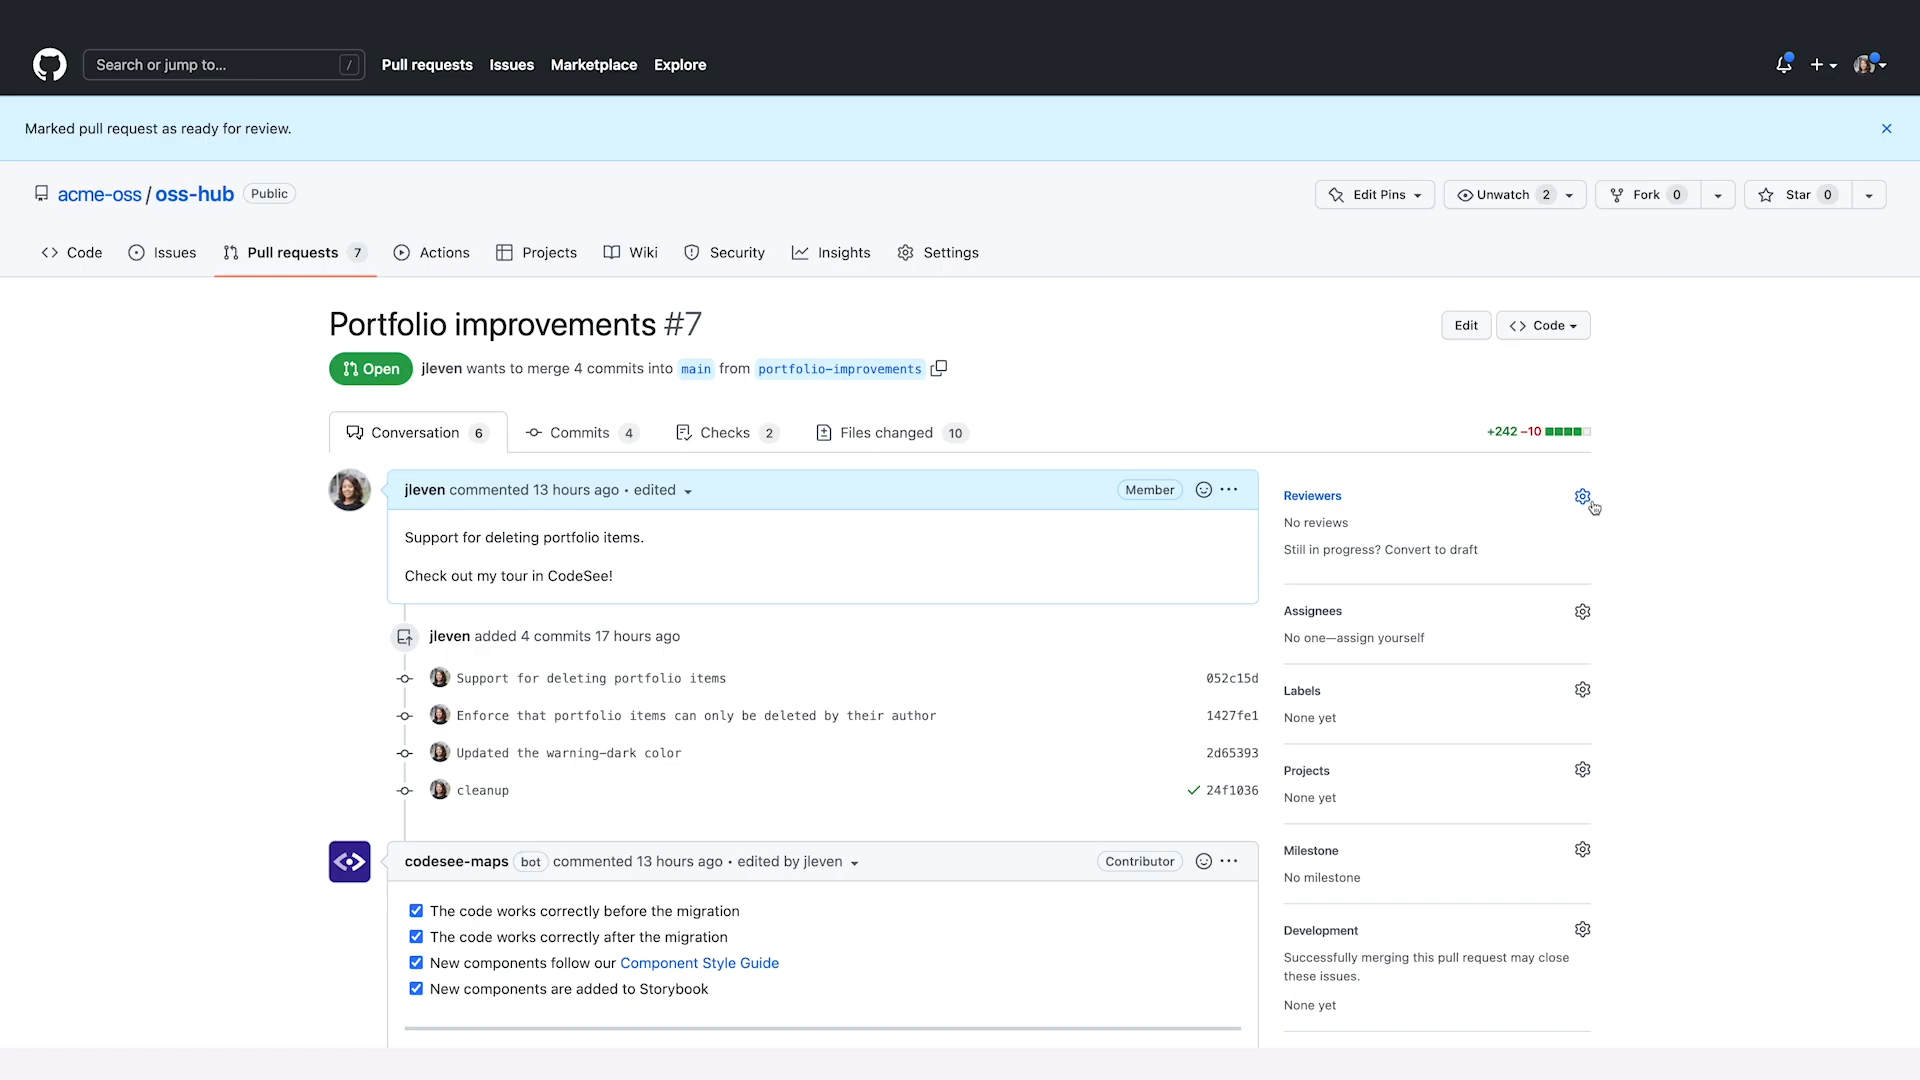 Search or jump to... /
Pull requests Issues Marketplace Explore
Marked pull request as ready for review.
acme-oss / oss-hub Public
Edit Pins Unwatch 2 Fork 0 Star 0
Code Issues Pull requests 7 Actions Projects Wiki Security Insights Settings
Portfolio improvements #7
Edit Code
Open jleven wants to merge 4 commits into main from portfolio-improvements
Conversation 6 Commits 4 Checks 2 Files changed 10
+242 −10
jleven commented 13 hours ago • edited Member
Support for deleting portfolio items.
Check out my tour in CodeSee!
jleven added 4 commits 17 hours ago
Support for deleting portfolio items 052c15d
Enforce that portfolio items can only be deleted by their author 1427fe1
Updated the warning-dark color 2d65393
cleanup 24f1036
codesee-maps bot commented 13 hours ago • edited by jleven Contributor
The code works correctly before the migration
The code works correctly after the migration
New components follow our Component Style Guide
New components are added to Storybook
Reviewers
No reviews
Still in progress? Convert to draft
Assignees
No one—assign yourself
Labels
None yet
Projects
None yet
Milestone
No milestone
Development
Successfully merging this pull request may close
these issues.
None yet